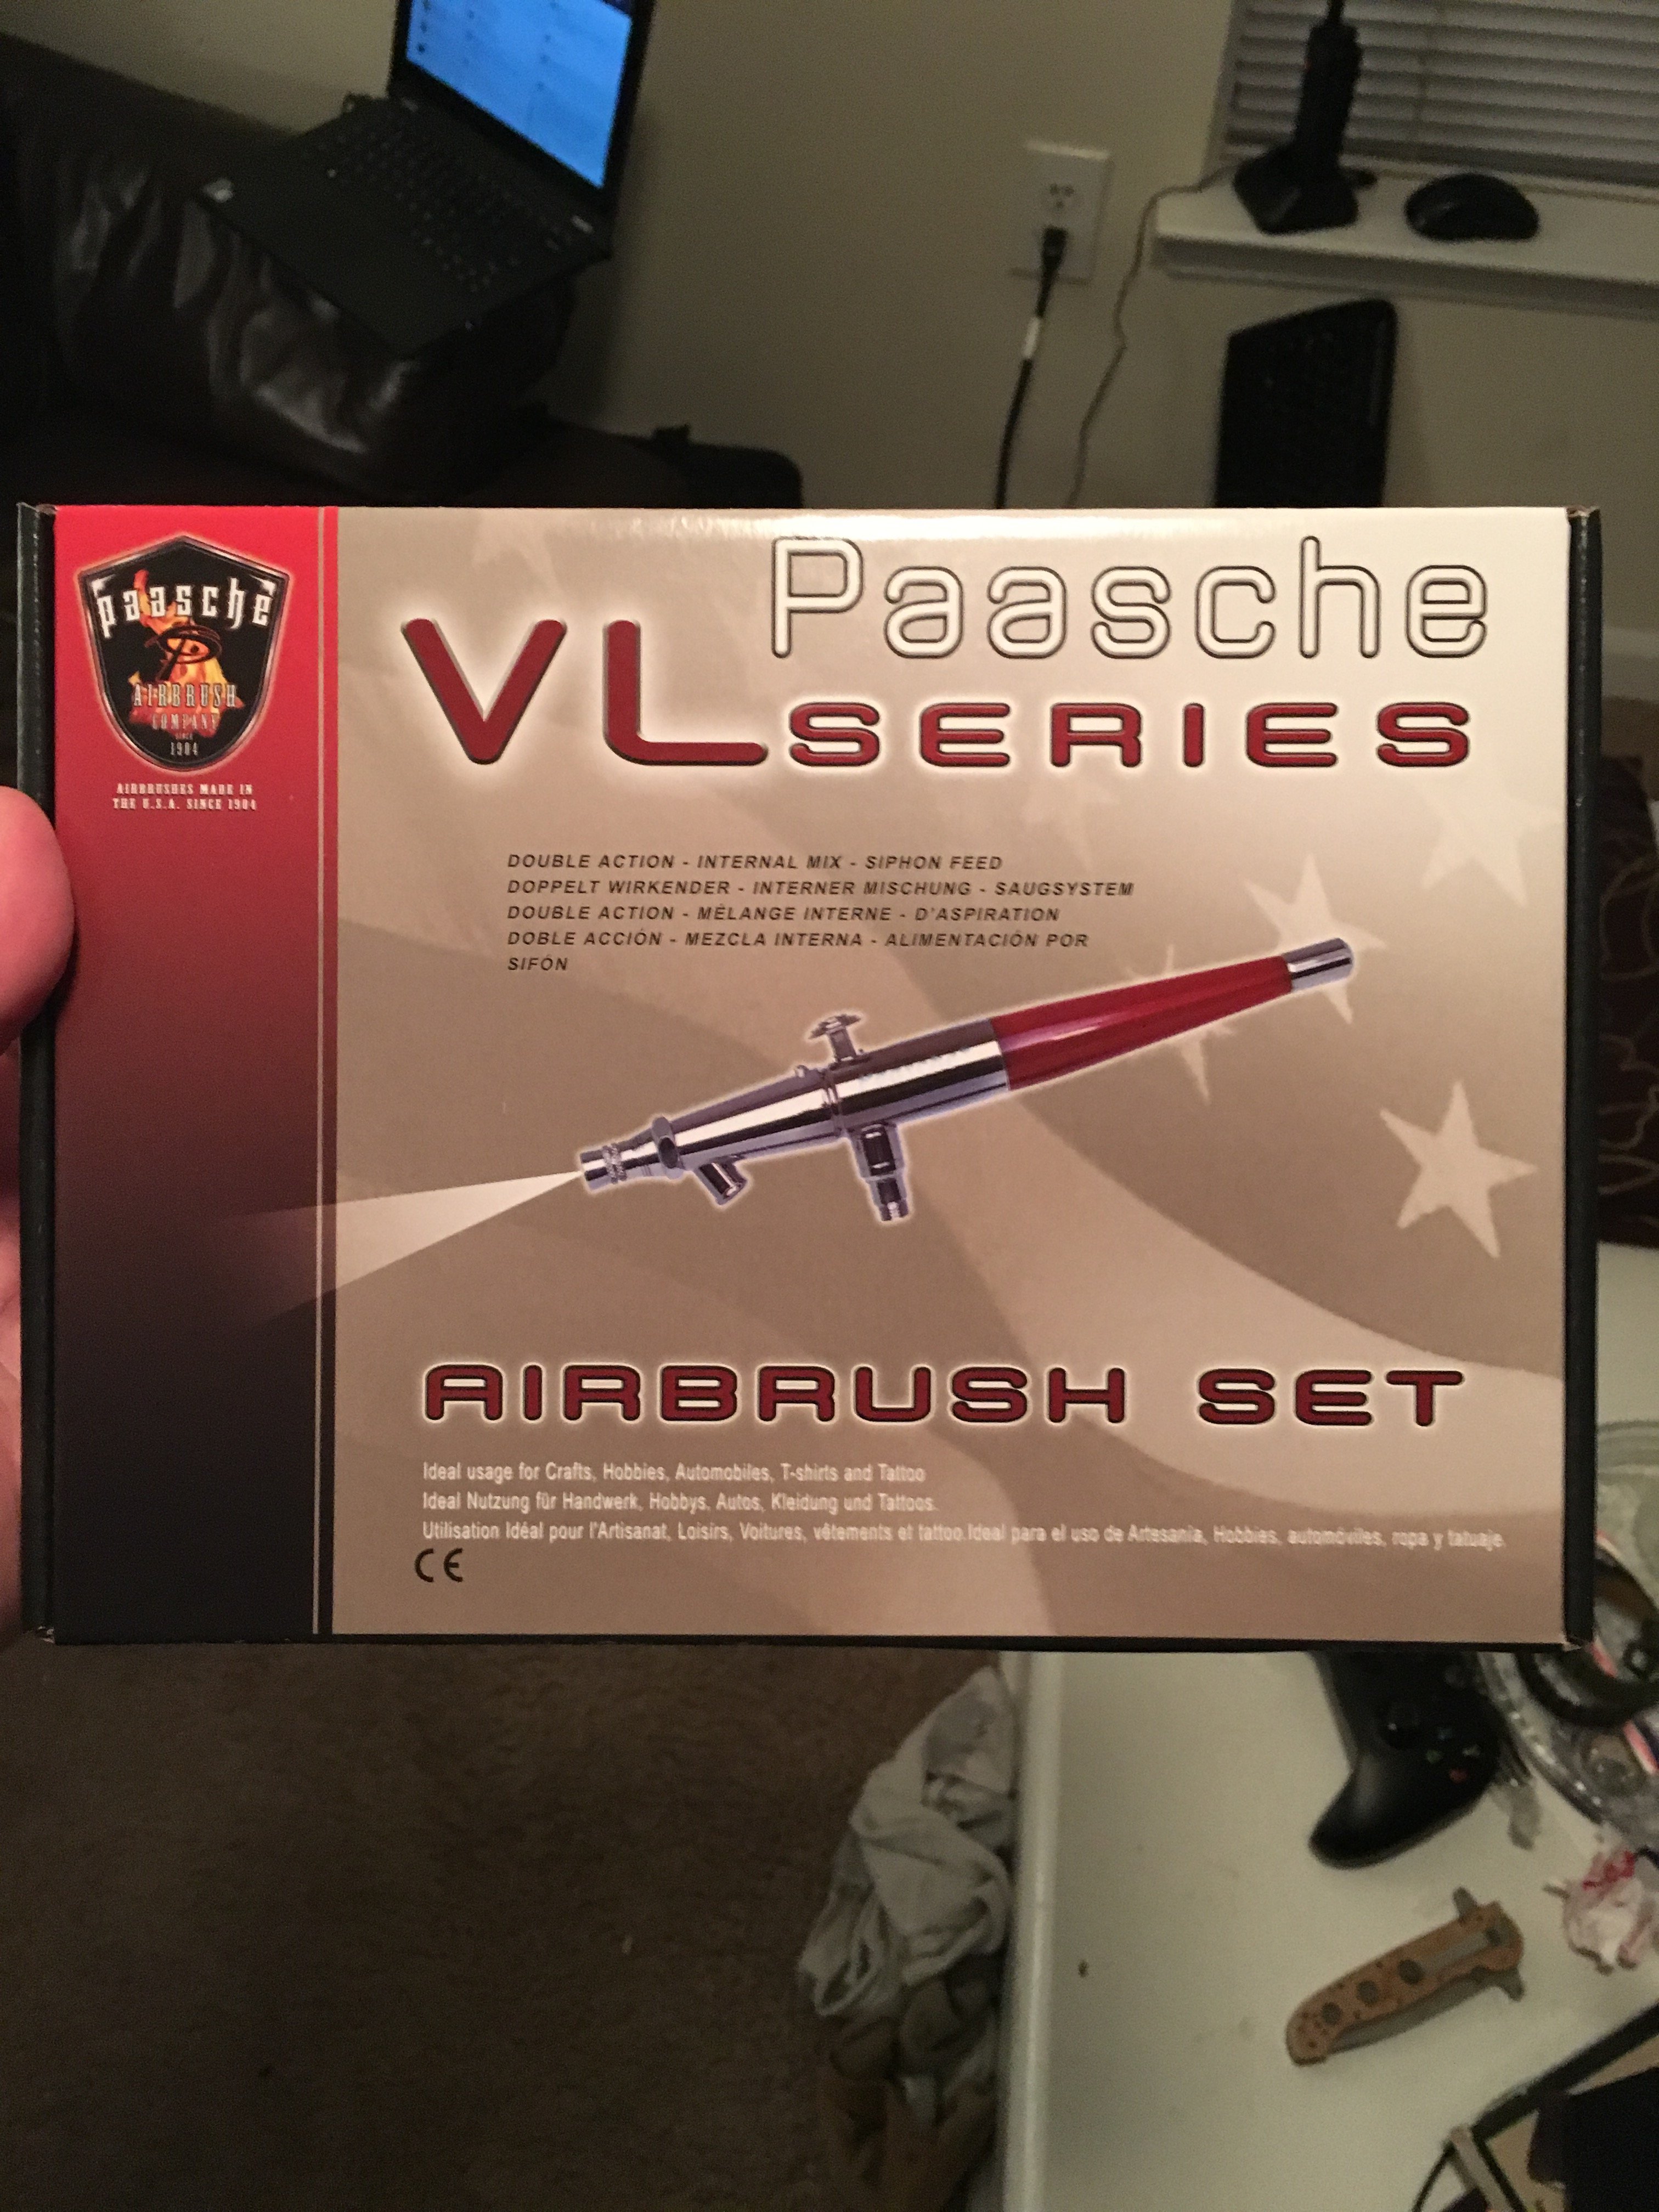 paasche
AIRBRUSH
COMPANY
SINCE
1904
AIRBRUSHES MADE IN
THE U.S.A. SINCE 1904
Paasche
VL SERIES
DOUBLE ACTION - INTERNAL MIX - SIPHON FEED
DOPPELT WIRKENDER - INTERNER MISCHUNG - SAUGSYSTEM
DOUBLE ACTION - MÉLANGE INTERNE - D'ASPIRATION
DOBLE ACCIÓN - MEZCLA INTERNA - ALIMENTACIÓN POR
SIFÓN
AIRBRUSH SET
Ideal usage for Crafts, Hobbies, Automobiles, T-shirts and Tattoo
Ideal Nutzung für Handwerk, Hobbys, Autos, Kleidung und Tattoos.
Utilisation Idéal pour l'Artisanat, Loisirs, Voitures, vêtements et tattoo.Ideal para el uso de Artesania, Hobbies, automóviles, ropa y tatuaje.
CE